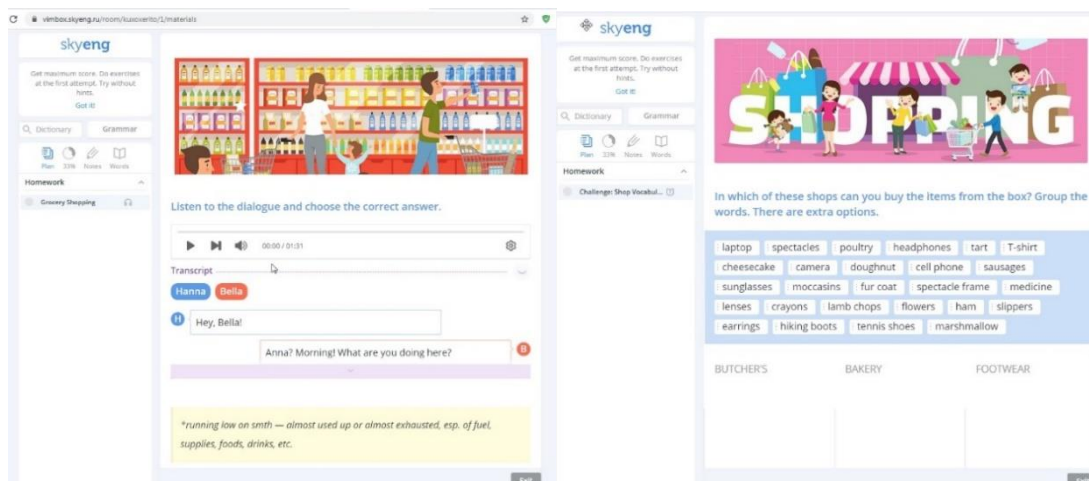 vimbox.skyeng.ru/room/kuxoxerito/1/materials
skyeng
Get maximum score. Do exercises
at the first attempt. Try without
hints.
Got it!
Dictionary
Grammar
Plan
33%
Notes
Words
Homework
Grocery Shopping
Listen to the dialogue and choose the correct answer.
00:00 / 01:31
Transcript
Hanna
Bella
H
Hey, Bella!
Anna? Morning! What are you doing here?
B
*running low on smth — almost used up or almost exhausted, esp. of fuel,
supplies, foods, drinks, etc.
Exit
skyeng
Get maximum score. Do exercises
at the first attempt. Try without
hints.
Got it!
Dictionary
Grammar
Plan
33%
Notes
Words
Homework
Challenge: Shop Vocabul...
SHOPPING
In which of these shops can you buy the items from the box? Group the
words. There are extra options.
laptop spectacles poultry headphones tart T-shirt
cheesecake camera doughnut cell phone sausages
sunglasses moccasins fur coat spectacle frame medicine
lenses crayons lamb chops flowers ham slippers
earrings hiking boots tennis shoes marshmallow
BUTCHER'S BAKERY FOOTWEAR